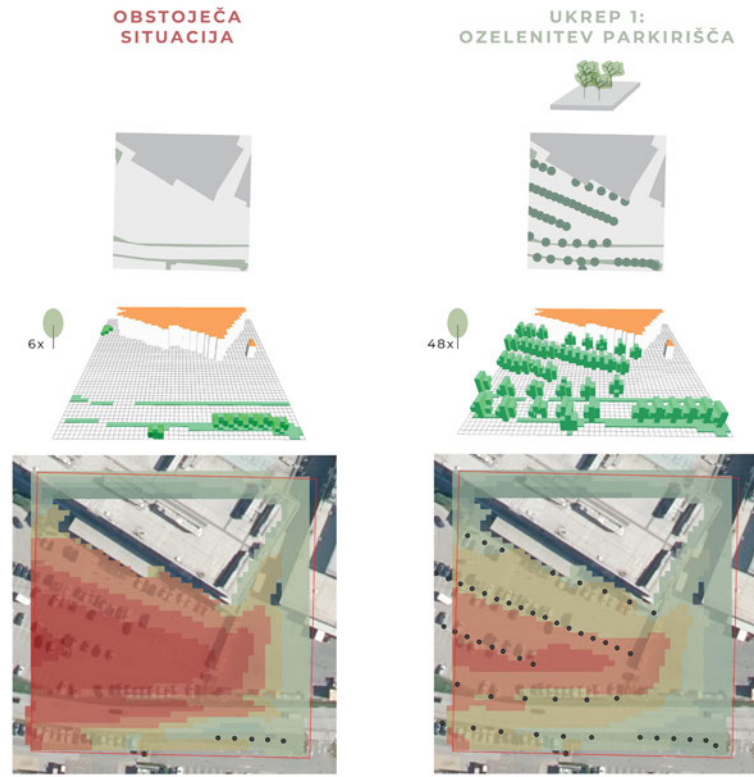 OBSTOJEČA
SITUACIJA
UKREP 1:
OZELENITEV PARKIRIŠČA
6x
48x